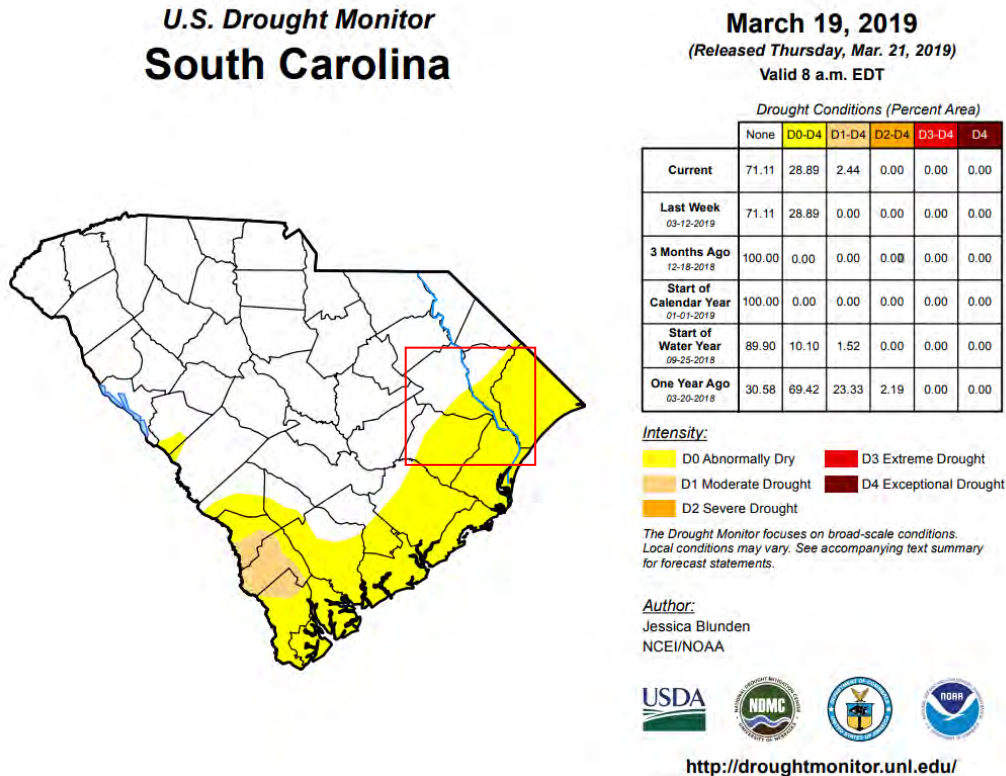 U.S. Drought Monitor
South Carolina
March 19, 2019
(Released Thursday, Mar. 21, 2019)
Valid 8 a.m. EDT
Drought Conditions (Percent Area)
None D0-D4 D1-D4 D2-D4 D3-D4 D4
Current 71.11 28.89 2.44 0.00 0.00 0.00
Last Week
03-12-2019 71.11 28.89 0.00 0.00 0.00 0.00
3 Months Ago
12-18-2018 100.00 0.00 0.00 0.00 0.00 0.00
Start of
Calendar Year
01-01-2019 100.00 0.00 0.00 0.00 0.00 0.00
Start of
Water Year
09-25-2018 89.90 10.10 1.52 0.00 0.00 0.00
One Year Ago
03-20-2018 30.58 69.42 23.33 2.19 0.00 0.00
Intensity:
D0 Abnormally Dry D3 Extreme Drought
D1 Moderate Drought D4 Exceptional Drought
D2 Severe Drought
The Drought Monitor focuses on broad-scale conditions.
Local conditions may vary. See accompanying text summary
for forecast statements.
Author:
Jessica Blunden
NCEI/NOAA
USDA
NDMC
NOAA
http://droughtmonitor.unl.edu/